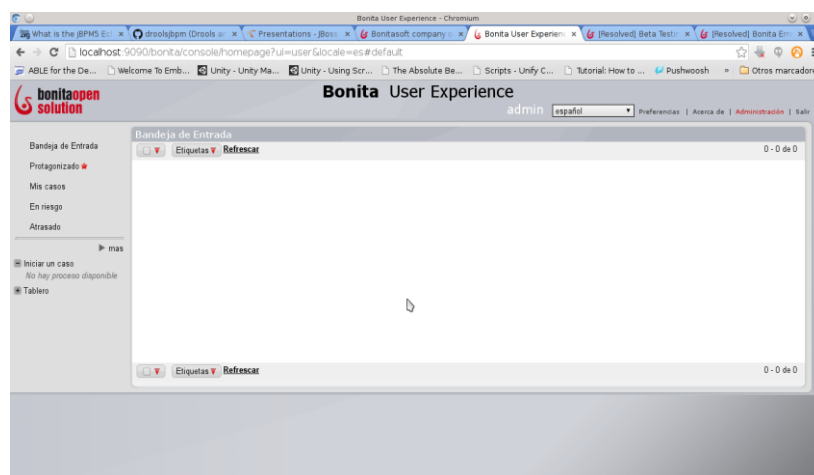 Bonita User Experience - Chromium
What is the jBPM5 Ecl
droolsjbpm (Drools an
Presentations - JBoss
Bonitasoft company o
Bonita User Experienc
[Resolved] Beta Testin
[Resolved] Bonita Em
localhost:9090/bonita/console/homepage?ui=user&locale=es#default
ABLE for the De... Welcome To Emb... Unity - Unity Ma... Unity - Using Scr... The Absolute Be... Scripts - Unify C... Tutorial: How to ... Pushwoosh » Otros marcador
bonitaopen
solution
Bonita User Experience
admin español Preferencias | Acerca de | Administración | Salir
Bandeja de Entrada
Protagonizado
Mis casos
En riesgo
Atrasado
mas
Iniciar un caso
No hay proceso disponible
Tablero
Bandeja de Entrada
Etiquetas Refrescar 0 - 0 de 0
Etiquetas Refrescar 0 - 0 de 0